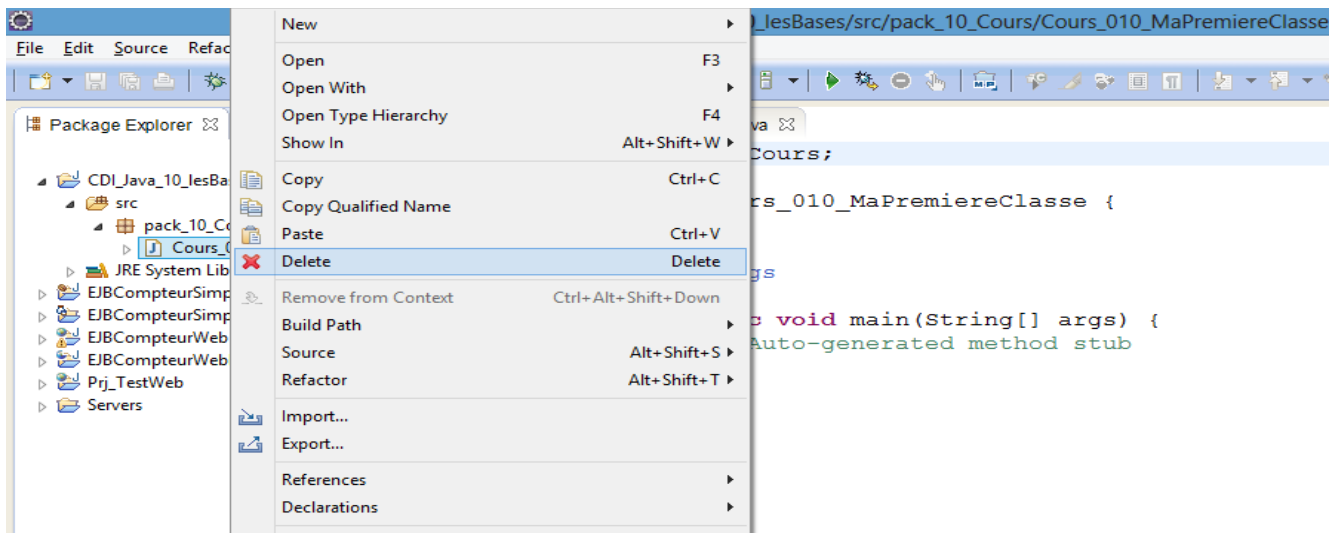 _lesBases/src/pack_10_Cours/Cours_010_MaPremiereClasse
File Edit Source Refac
Package Explorer
CDI_Java_10_lesBa
src
pack_10_Co
Cours_0
JRE System Lib
EJBCompteurSimp
EJBCompteurSimp
EJBCompteurWeb
EJBCompteurWeb
Prj_TestWeb
Servers
New
Open F3
Open With
Open Type Hierarchy F4
Show In Alt+Shift+W
Copy Ctrl+C
Copy Qualified Name
Paste Ctrl+V
Delete Delete
Remove from Context Ctrl+Alt+Shift+Down
Build Path
Source Alt+Shift+S
Refactor Alt+Shift+T
Import...
Export...
References
Declarations
va
Cours;
rs_010_MaPremiereClasse {
gs
c void main(String[] args) {
Auto-generated method stub